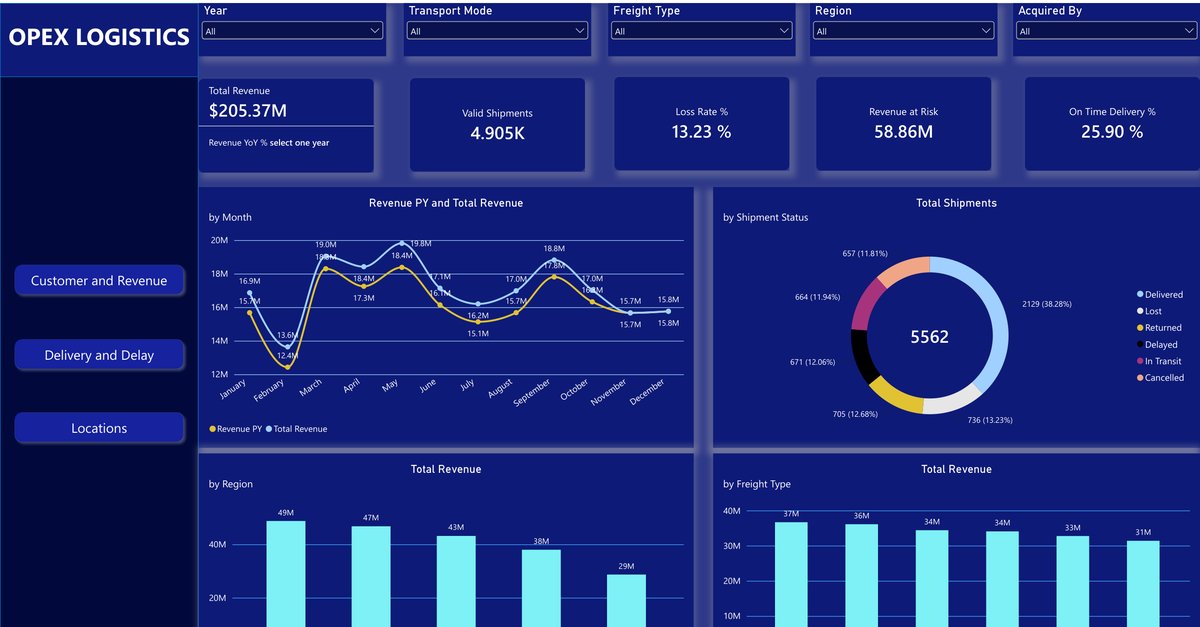 OPEX LOGISTICS
Year
All
Transport Mode
All
Freight Type
All
Region
All
Acquired By
All
Total Revenue
$205.37M
Revenue YoY % select one year
Valid Shipments
4.905K
Loss Rate %
13.23 %
Revenue at Risk
58.86M
On Time Delivery %
25.90 %
Customer and Revenue
Delivery and Delay
Locations
Revenue PY and Total Revenue
by Month
20M
18M
16M
14M
12M
16.9M
15.7M
13.6M
12.4M
19.0M
18.4M
17.3M
19.8M
18.4M
17.1M
16.1M
16.2M
15.1M
17.0M
15.7M
18.8M
17.8M
17.0M
15.7M
15.7M
15.8M
15.8M
January
February
March
April
May
June
July
August
September
October
November
December
Revenue PY
Total Revenue
Total Shipments
by Shipment Status
657 (11.81%)
664 (11.94%)
671 (12.06%)
705 (12.68%)
736 (13.23%)
2129 (38.28%)
5562
Delivered
Lost
Returned
Delayed
In Transit
Cancelled
Total Revenue
by Region
40M
20M
49M
47M
43M
38M
29M
Total Revenue
by Freight Type
40M
30M
20M
10M
37M
36M
34M
34M
33M
31M